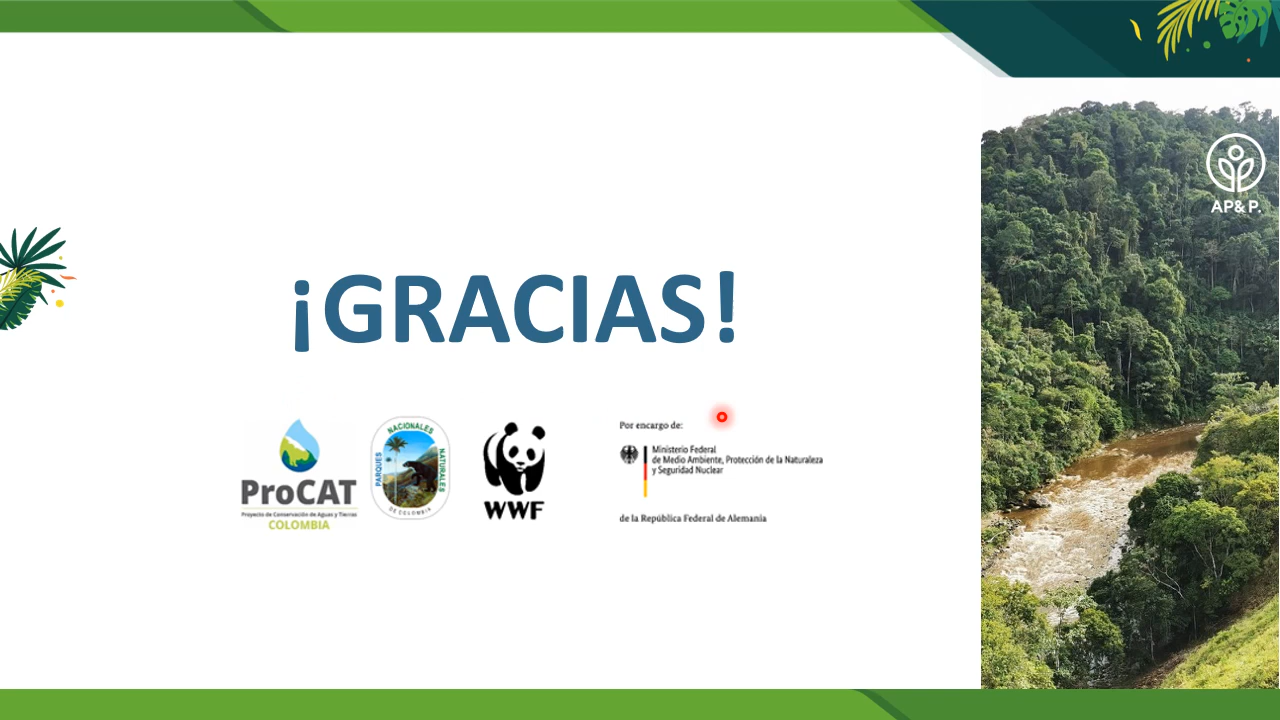 AP&P.
¡GRACIAS!
ProCAT
Proyecto de Conservación de Aguas y Tierras
COLOMBIA
PARQUES
NACIONALES
NATURALES
DE COLOMBIA
WWF
Por encargo de:
Ministerio Federal
de Medio Ambiente, Protección de la Naturaleza
y Seguridad Nuclear
de la República Federal de Alemania